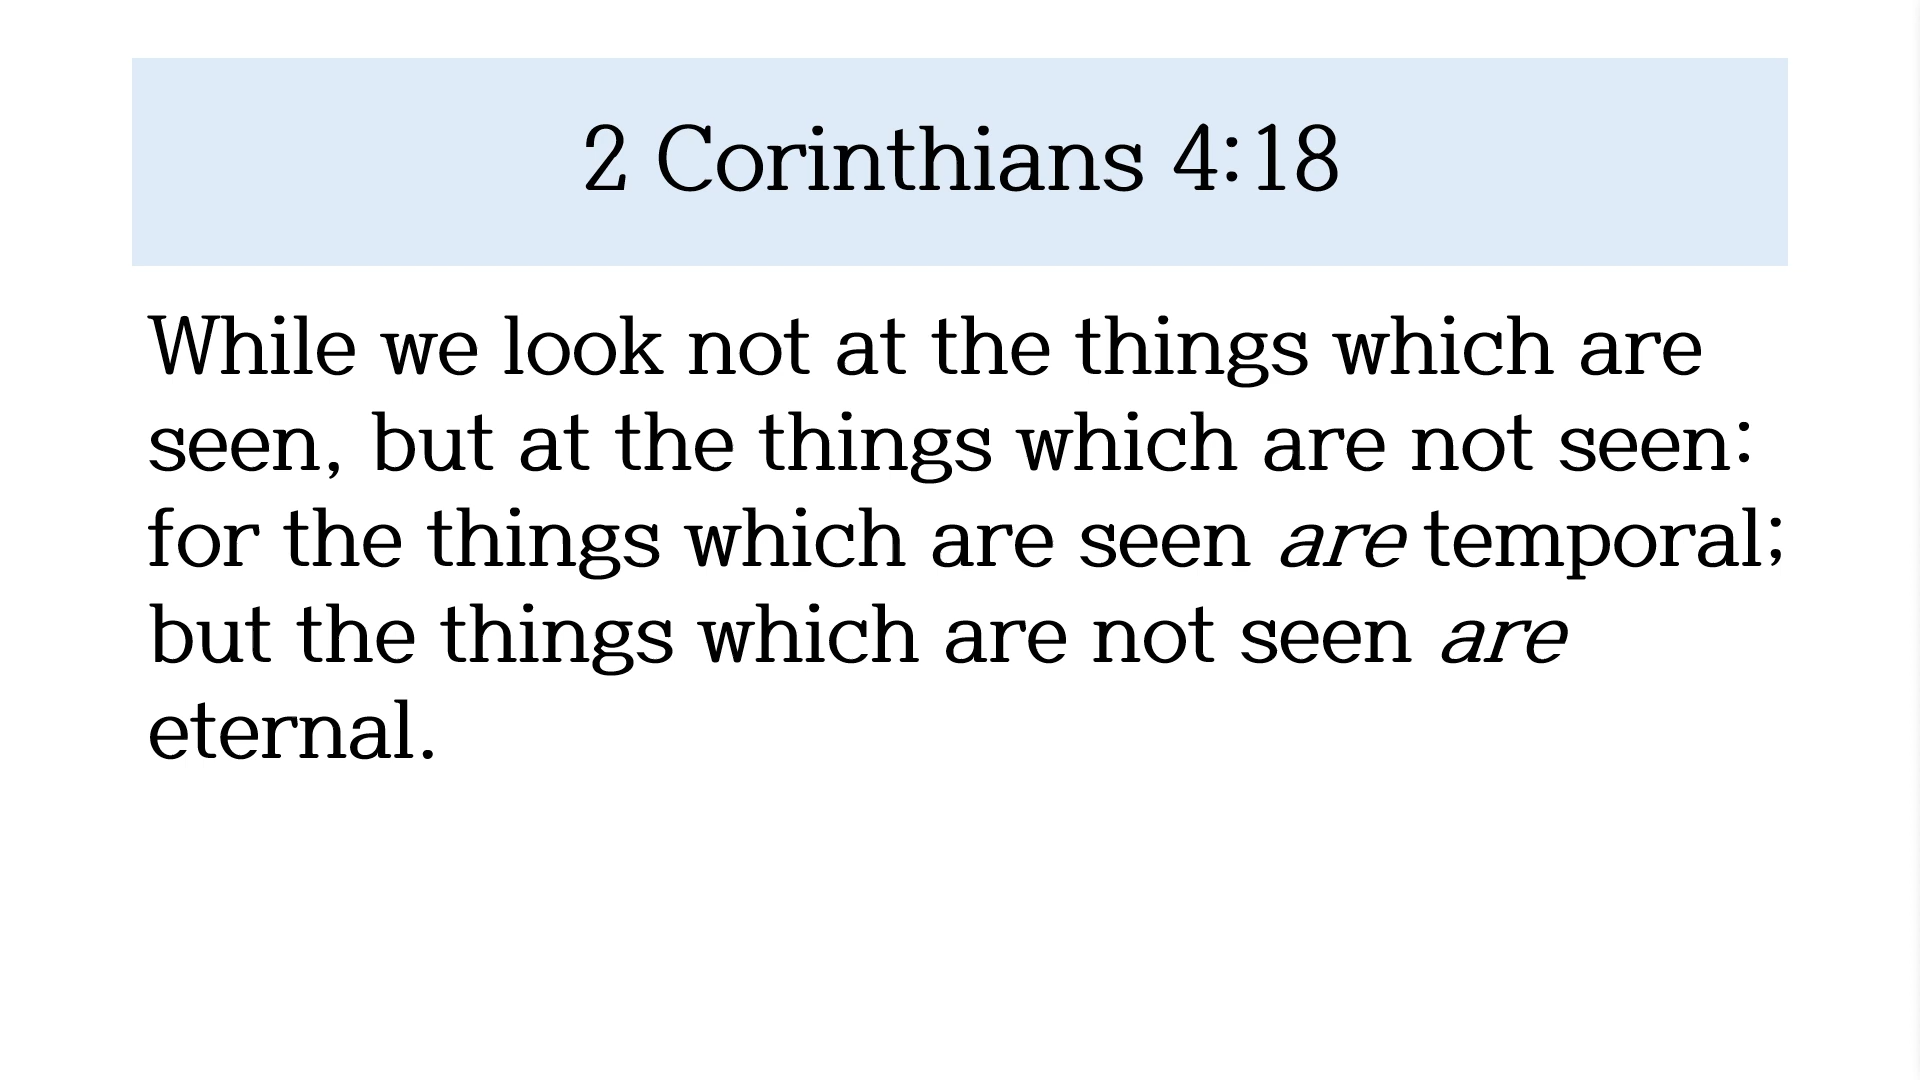 2 Corinthians 4:18
While we look not at the things which are
seen, but at the things which are not seen:
for the things which are seen are temporal;
but the things which are not seen are
eternal.